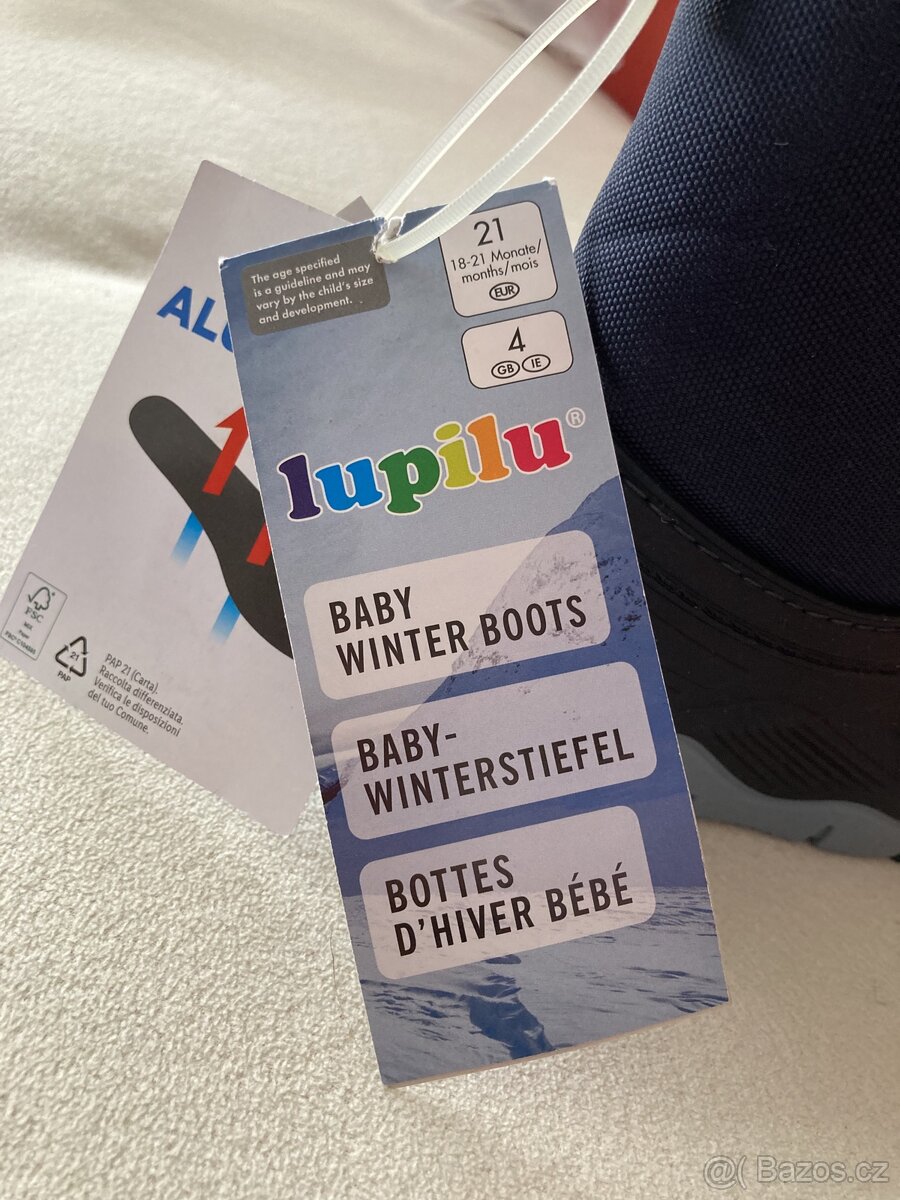 The age specified
is a guideline and may
vary by the child's size
and development.
21
18-21 Monate/
months/mois
EUR
4
GB IE
lupilu®
BABY
WINTER BOOTS
BABY-
WINTERSTIEFEL
BOTTES
D'HIVER BÉBÉ
FSC
MIX
21
PAP
PAP 21 (Carta).
Raccolta differenziata.
Verifica le disposizioni
del tuo Comune.
@( Bazos.cz